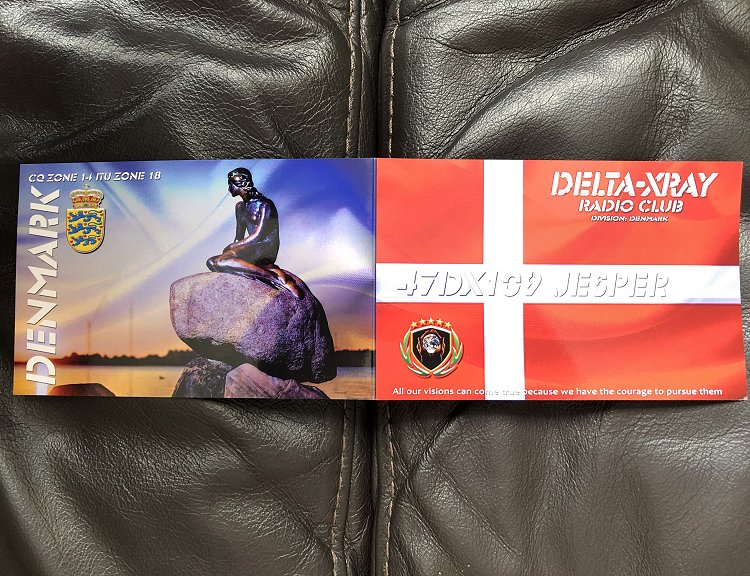 CQ ZONE 14 ITU ZONE 18
DENMARK
DELTA-XRAY
RADIO CLUB
DIVISION: DENMARK
47DX109 JESPER
All our visions can come true because we have the courage to pursue them